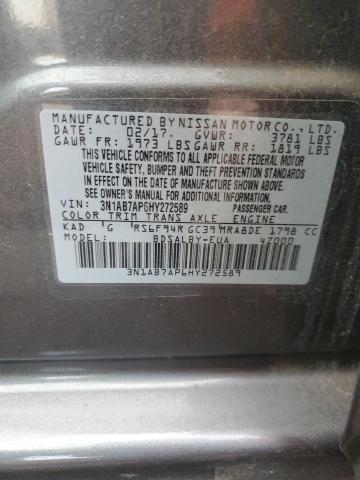 MANUFACTURED BY NISSAN MOTOR CO., LTD.
DATE: 02/17. GVWR: 3781 LBS
GAWR FR: 1973 LBS GAWR RR: 1819 LBS
THIS VEHICLE CONFORMS TO ALL APPLICABLE FEDERAL MOTOR
VEHICLE SAFETY, BUMPER AND THEFT PREVENTION STANDARDS
IN EFFECT ON THE DATE OF MANUFACTURE SHOWN ABOVE.
SEE OWNER'S MANUAL FOR ADDITIONAL INFORMATION.
VIN: 3N1AB7AP6HY272589 PASSENGER CAR.
COLOR TRIM TRANS AXLE ENGINE
KAD G RS6F94R GC39 MRA8DE 1798 CC
MODEL: BDSALBY-EUA 4Z000
3N1AB7AP6HY272589